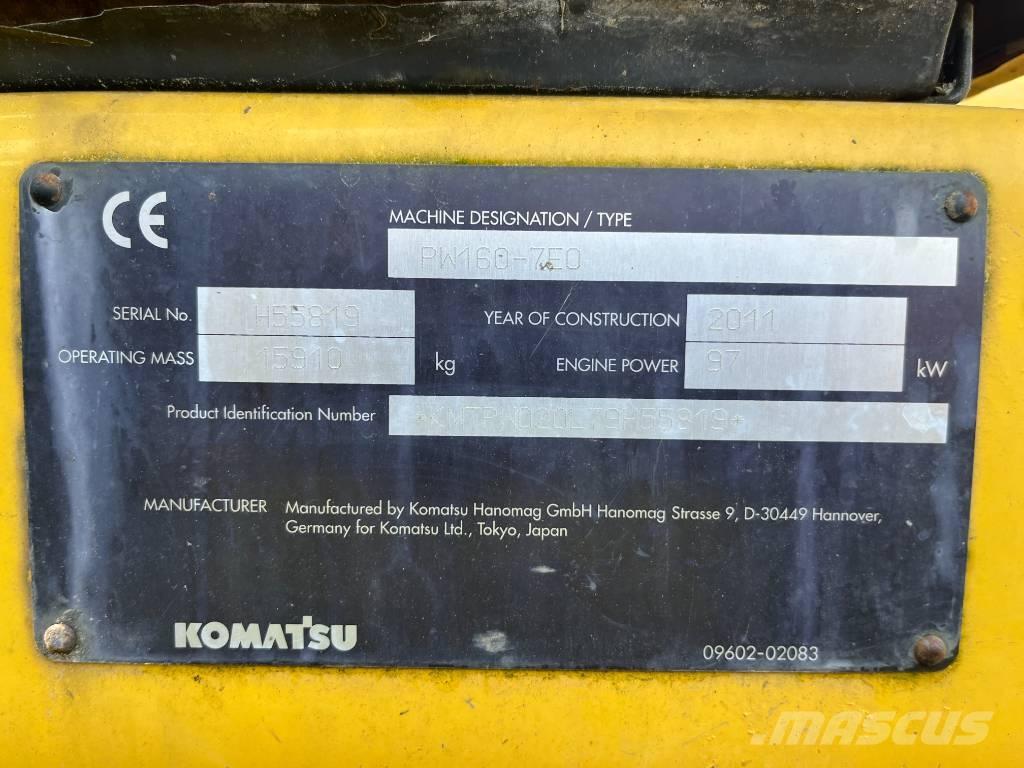 CE
MACHINE DESIGNATION / TYPE
PW160-7E0
SERIAL No. H55819 YEAR OF CONSTRUCTION 2011
OPERATING MASS 15910 kg ENGINE POWER 97 kW
Product Identification Number
MANUFACTURER Manufactured by Komatsu Hanomag GmbH Hanomag Strasse 9, D-30449 Hannover,
Germany for Komatsu Ltd., Tokyo, Japan
KOMATSU
09602-02083
MASCUS